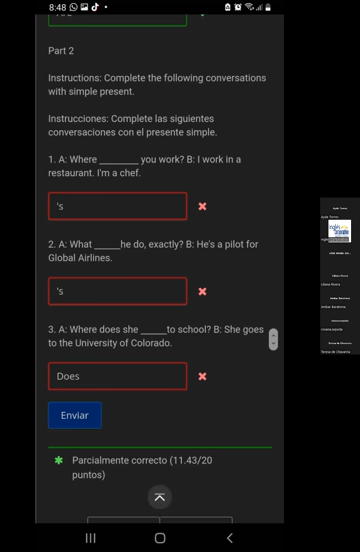 8:48
Part 2
Instructions: Complete the following conversations
with simple present.
Instrucciones: Complete las siguientes
conversaciones con el presente simple.
1. A: Where ________ you work? B: I work in a
restaurant. I'm a chef.
's
2. A: What _____he do, exactly? B: He's a pilot for
Global Airlines.
's
3. A: Where does she _____to school? B: She goes
to the University of Colorado.
Does
Enviar
Parcialmente correcto (11.43/20
puntos)